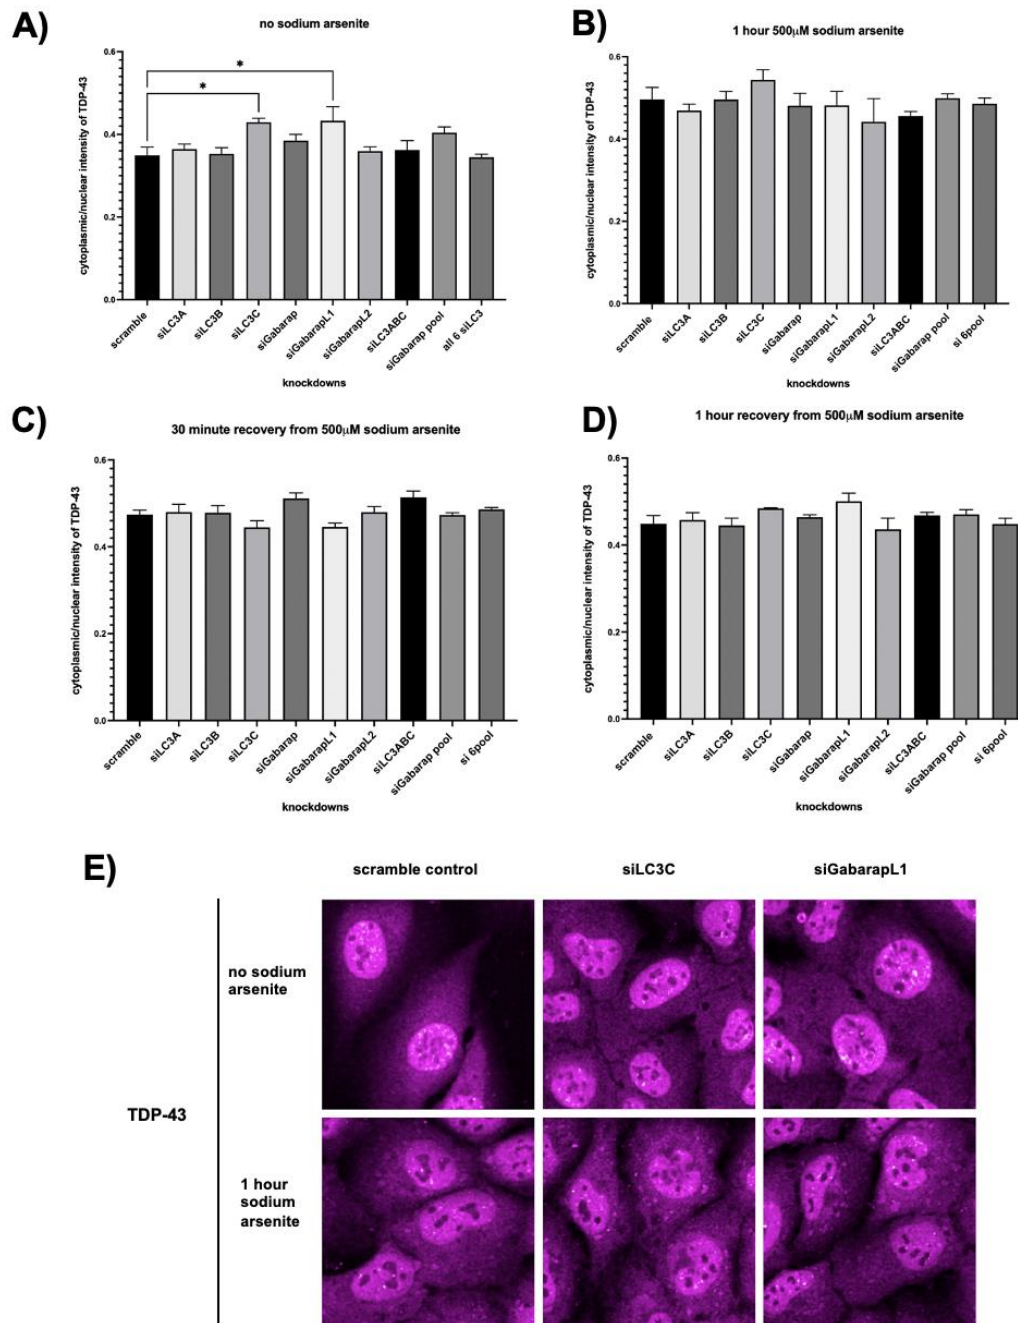 A)
no sodium arsenite
cytoplasmic/nuclear intensity of TDP-43
0.6
0.4
0.2
0.0
*
*
scramble
siLC3A
siLC3B
siLC3C
siGabarap
siGabarapL1
siGabarapL2
siLC3ABC
siGabarap pool
all 6 siLC3
knockdowns
B)
1 hour 500μM sodium arsenite
cytoplasmic/nuclear intensity of TDP-43
0.6
0.4
0.2
0.0
scramble
siLC3A
siLC3B
siLC3C
siGabarap
siGabarapL1
siGabarapL2
siLC3ABC
siGabarap pool
si 6pool
knockdowns
C)
30 minute recovery from 500μM sodium arsenite
cytoplasmic/nuclear intensity of TDP-43
0.6
0.4
0.2
0.0
scramble
siLC3A
siLC3B
siLC3C
siGabarap
siGabarapL1
siGabarapL2
siLC3ABC
siGabarap pool
si 6pool
knockdowns
D)
1 hour recovery from 500μM sodium arsenite
cytoplasmic/nuclear intensity of TDP-43
0.6
0.4
0.2
0.0
scramble
siLC3A
siLC3B
siLC3C
siGabarap
siGabarapL1
siGabarapL2
siLC3ABC
siGabarap pool
si 6pool
knockdowns
E)
scramble control
siLC3C
siGabarapL1
no sodium
arsenite
TDP-43
1 hour
sodium
arsenite